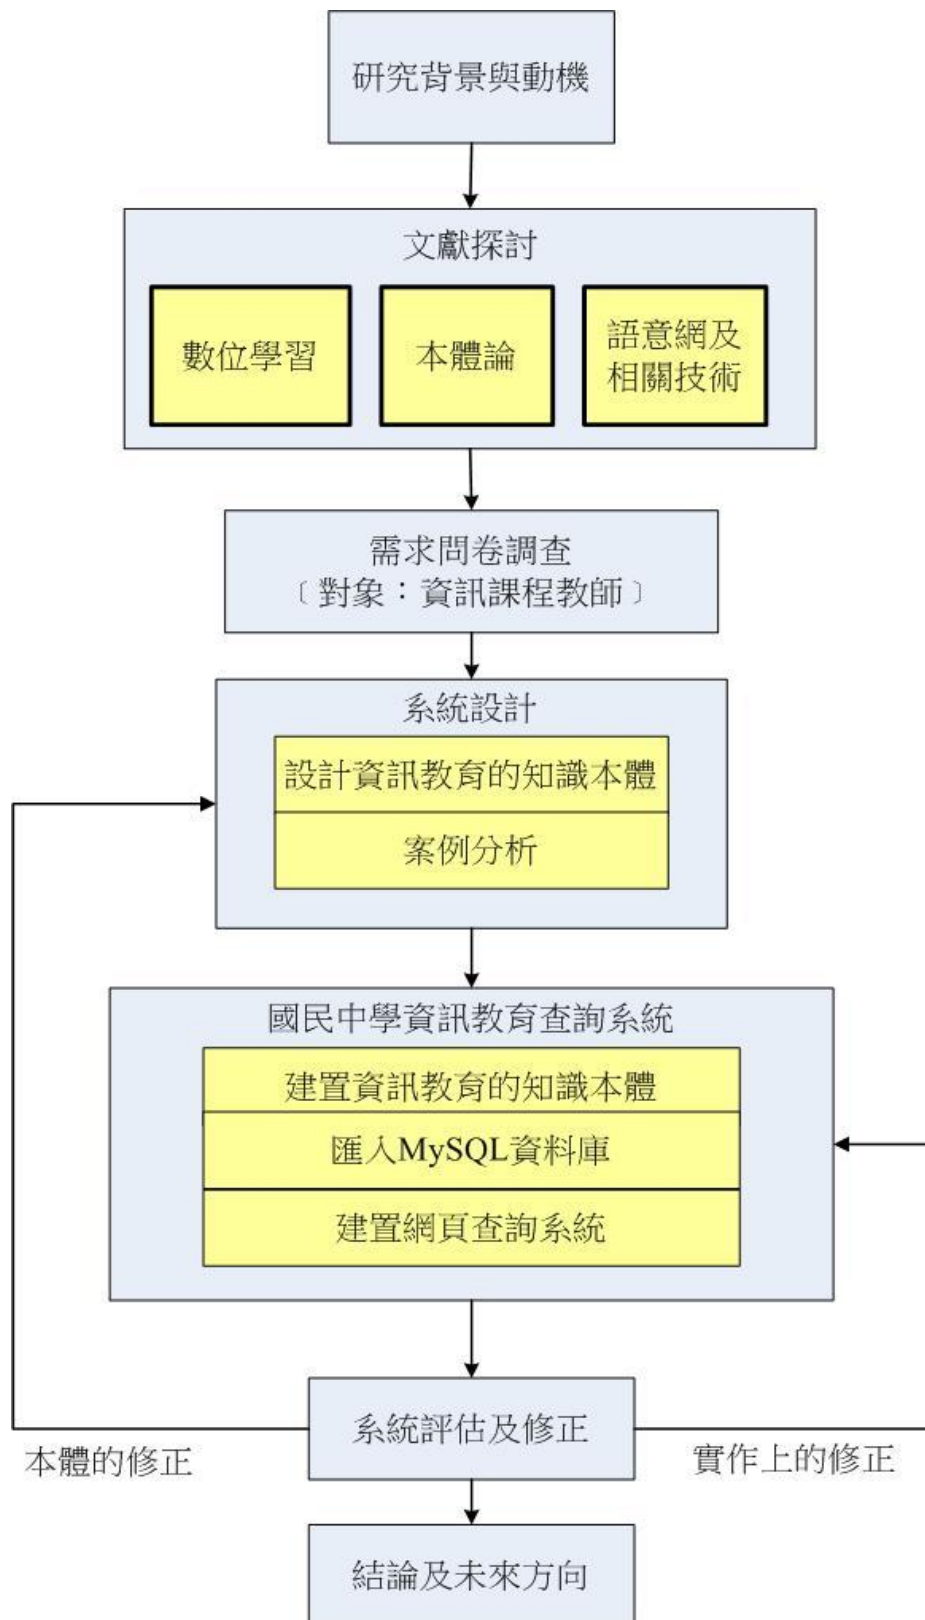 研究背景與動機
文獻探討
數位學習
本體論
語意網及
相關技術
需求問卷調查
﹝對象：資訊課程教師﹞
系統設計
設計資訊教育的知識本體
案例分析
國民中學資訊教育查詢系統
建置資訊教育的知識本體
匯入MySQL資料庫
建置網頁查詢系統
系統評估及修正
本體的修正
實作上的修正
結論及未來方向